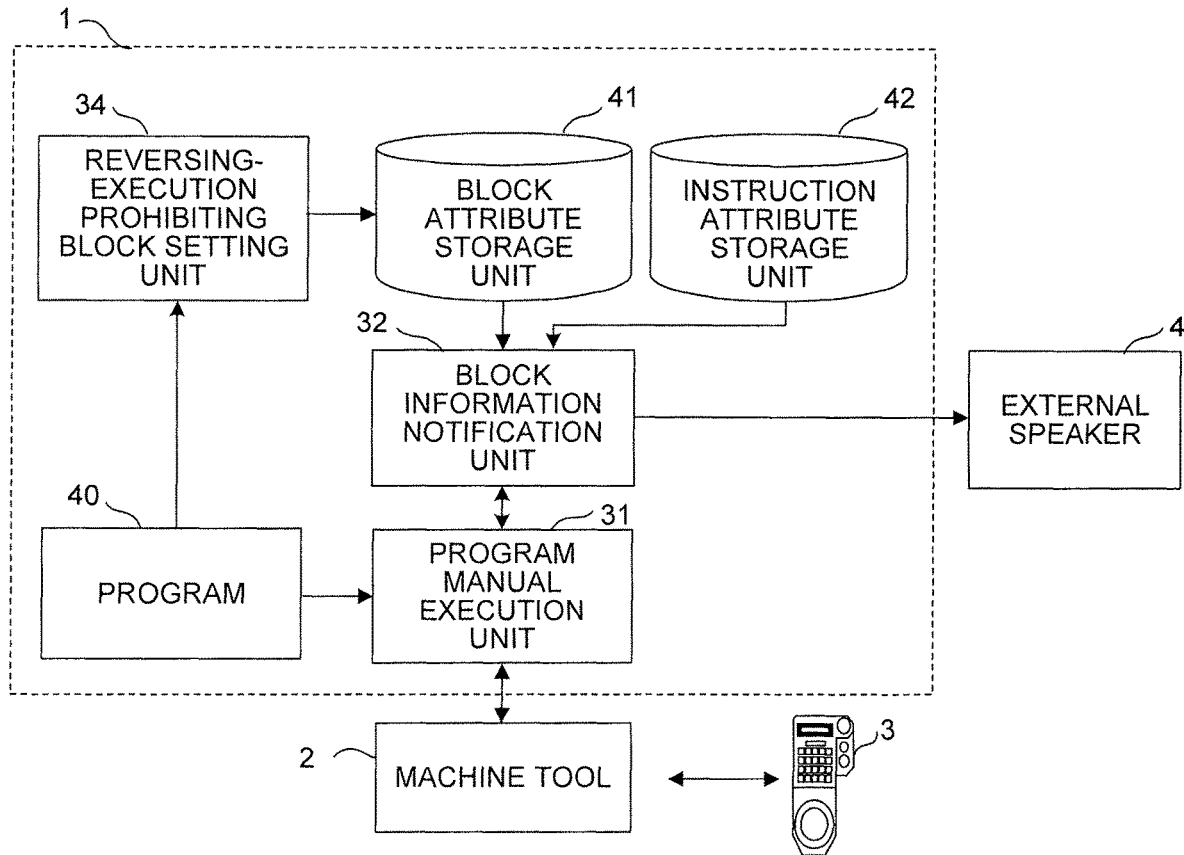 1
34
REVERSING-
EXECUTION
PROHIBITING
BLOCK SETTING
UNIT
41
BLOCK
ATTRIBUTE
STORAGE
UNIT
42
INSTRUCTION
ATTRIBUTE
STORAGE
UNIT
32
BLOCK
INFORMATION
NOTIFICATION
UNIT
4
EXTERNAL
SPEAKER
40
PROGRAM
31
PROGRAM
MANUAL
EXECUTION
UNIT
2
MACHINE TOOL
3